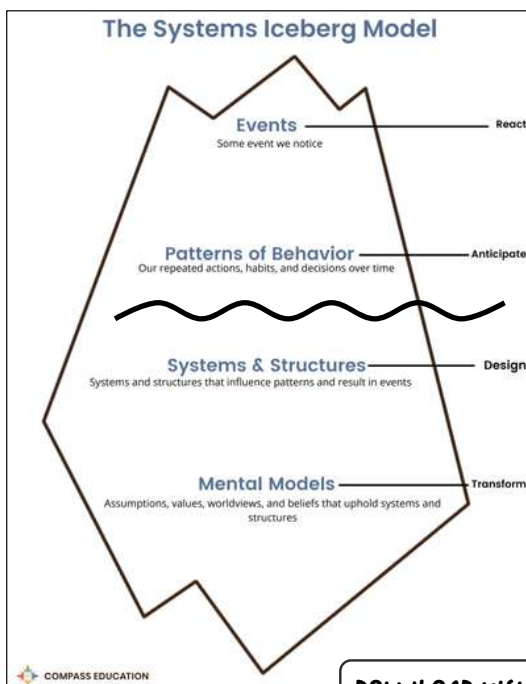 The Systems Iceberg Model
Events
React
Some event we notice
Patterns of Behavior
Anticipate
Our repeated actions, habits, and decisions over time
Systems & Structures
Design
Systems and structures that influence patterns and result in events
Mental Models
Transform
Assumptions, values, worldviews, and beliefs that uphold systems and
structures
COMPASS EDUCATION